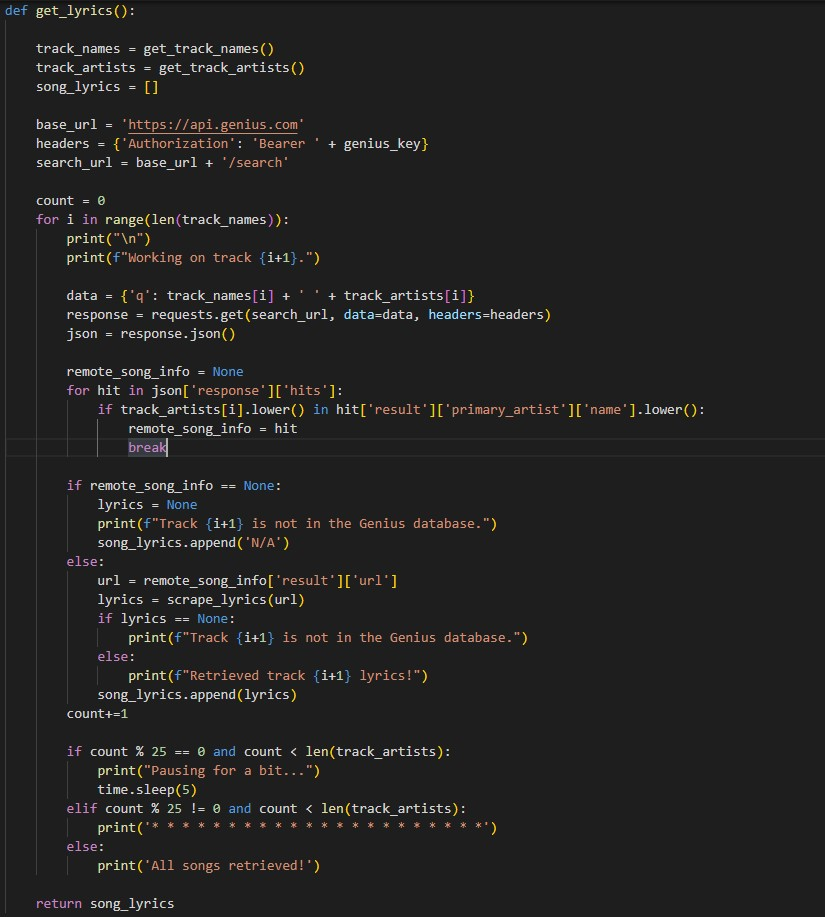 def get_lyrics():
track_names = get_track_names()
track_artists = get_track_artists()
song_lyrics = []
base_url = 'https://api.genius.com'
headers = {'Authorization': 'Bearer ' + genius_key}
search_url = base_url + '/search'
count = 0
for i in range(len(track_names)):
print("\n")
print(f"Working on track {i+1}.")
data = {'q': track_names[i] + ' ' + track_artists[i]}
response = requests.get(search_url, data=data, headers=headers)
json = response.json()
remote_song_info = None
for hit in json['response']['hits']:
if track_artists[i].lower() in hit['result']['primary_artist']['name'].lower():
remote_song_info = hit
break
if remote_song_info == None:
lyrics = None
print(f"Track {i+1} is not in the Genius database.")
song_lyrics.append('N/A')
else:
url = remote_song_info['result']['url']
lyrics = scrape_lyrics(url)
if lyrics == None:
print(f"Track {i+1} is not in the Genius database.")
else:
print(f"Retrieved track {i+1} lyrics!")
song_lyrics.append(lyrics)
count+=1
if count % 25 == 0 and count < len(track_artists):
print("Pausing for a bit...")
time.sleep(5)
elif count % 25 != 0 and count < len(track_artists):
print('* * * * * * * * * * * * * * * * * * * * * *')
else:
print('All songs retrieved!')
return song_lyrics